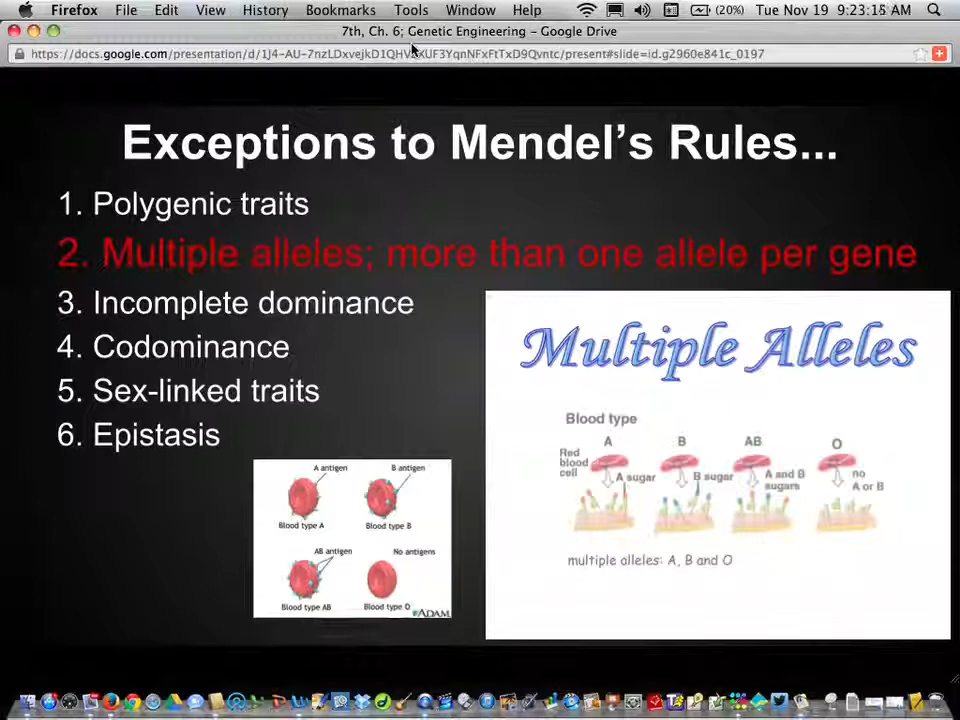 Firefox File Edit View History Bookmarks Tools Window Help (20%) Tue Nov 19 9:23:15 AM
7th, Ch. 6; Genetic Engineering – Google Drive
Exceptions to Mendel’s Rules...
1. Polygenic traits
2. Multiple alleles; more than one allele per gene
3. Incomplete dominance
4. Codominance
5. Sex-linked traits
6. Epistasis
A antigen B antigen
Blood type A Blood type B
AB antigen No antigens
Blood type AB Blood type O
ADAM
Multiple Alleles
Blood type
A B AB O
Red blood cell
A sugar B sugar A and B sugars no A or B
multiple alleles: A, B and O